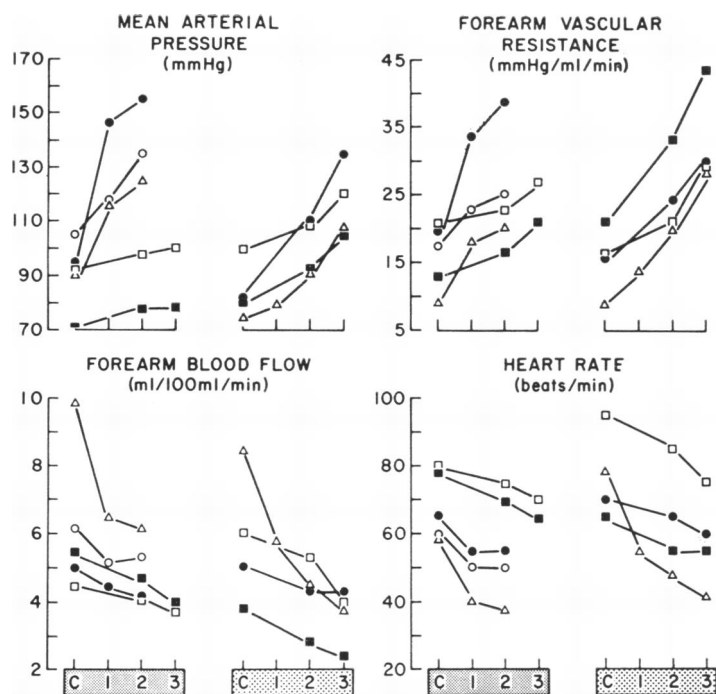 MEAN ARTERIAL
PRESSURE
(mmHg)
170
150
130
110
90
70
FOREARM VASCULAR
RESISTANCE
(mmHg/ml/min)
45
35
25
15
5
FOREARM BLOOD FLOW
(ml/100ml/min)
10
8
6
4
2
C 1 2 3
C 1 2 3
HEART RATE
(beats/min)
100
80
60
40
20
C 1 2 3
C 1 2 3